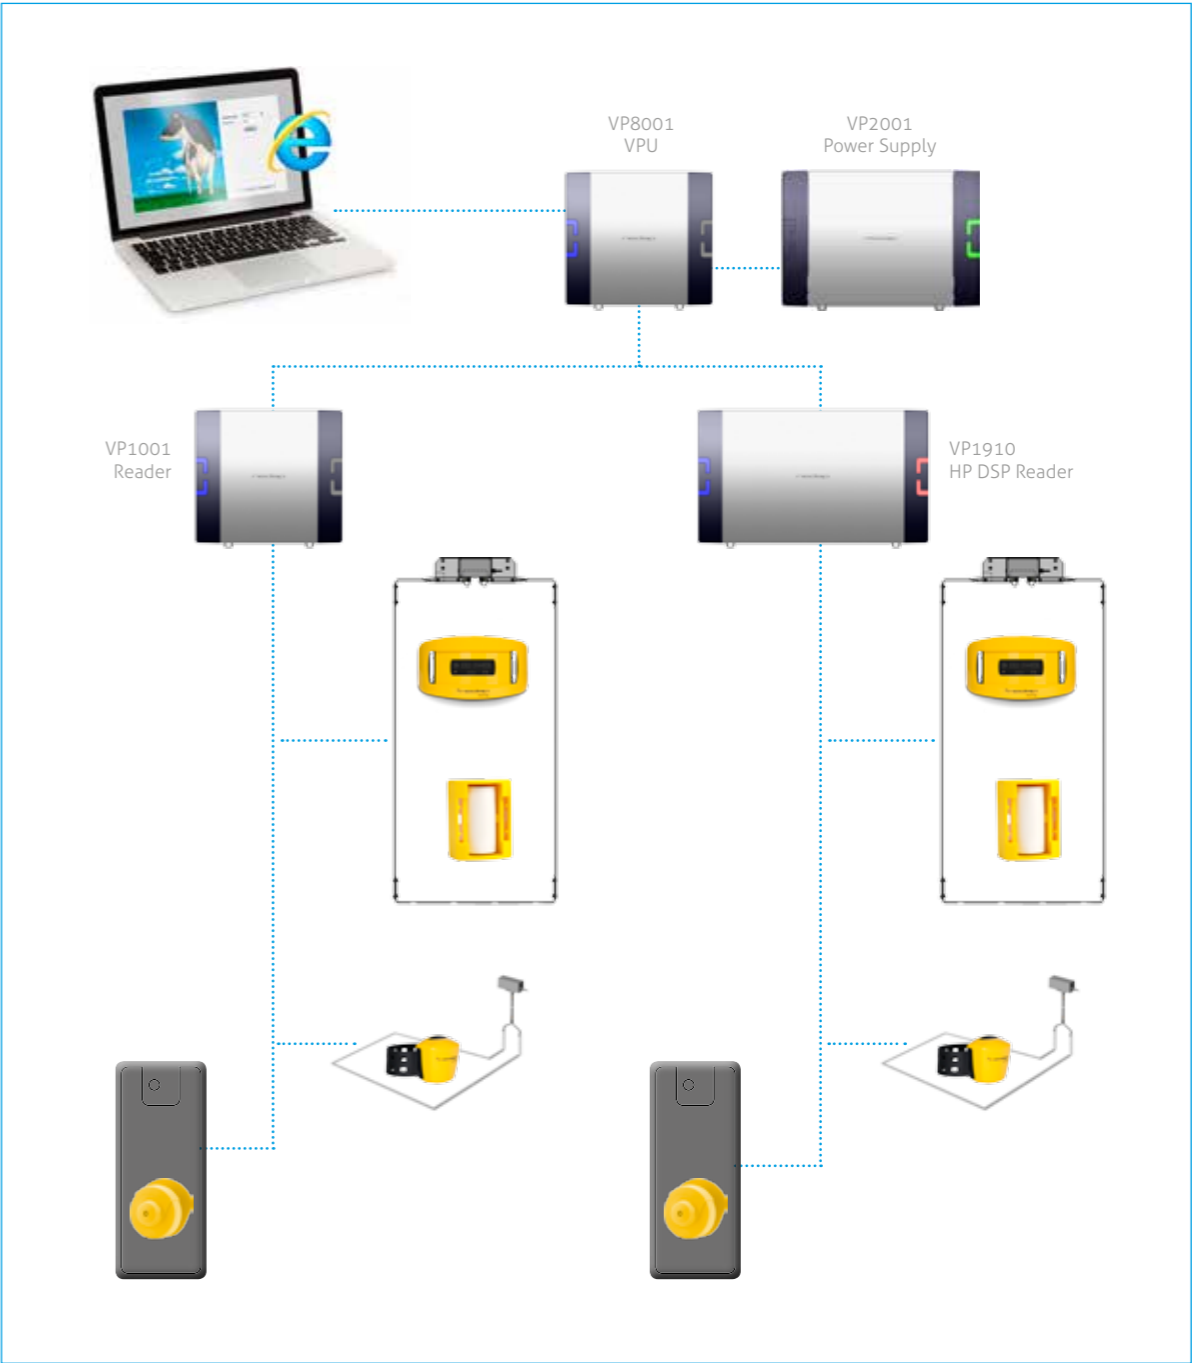 VP8001
VPU
VP2001
Power Supply
VP1001
Reader
VP1910
HP DSP Reader